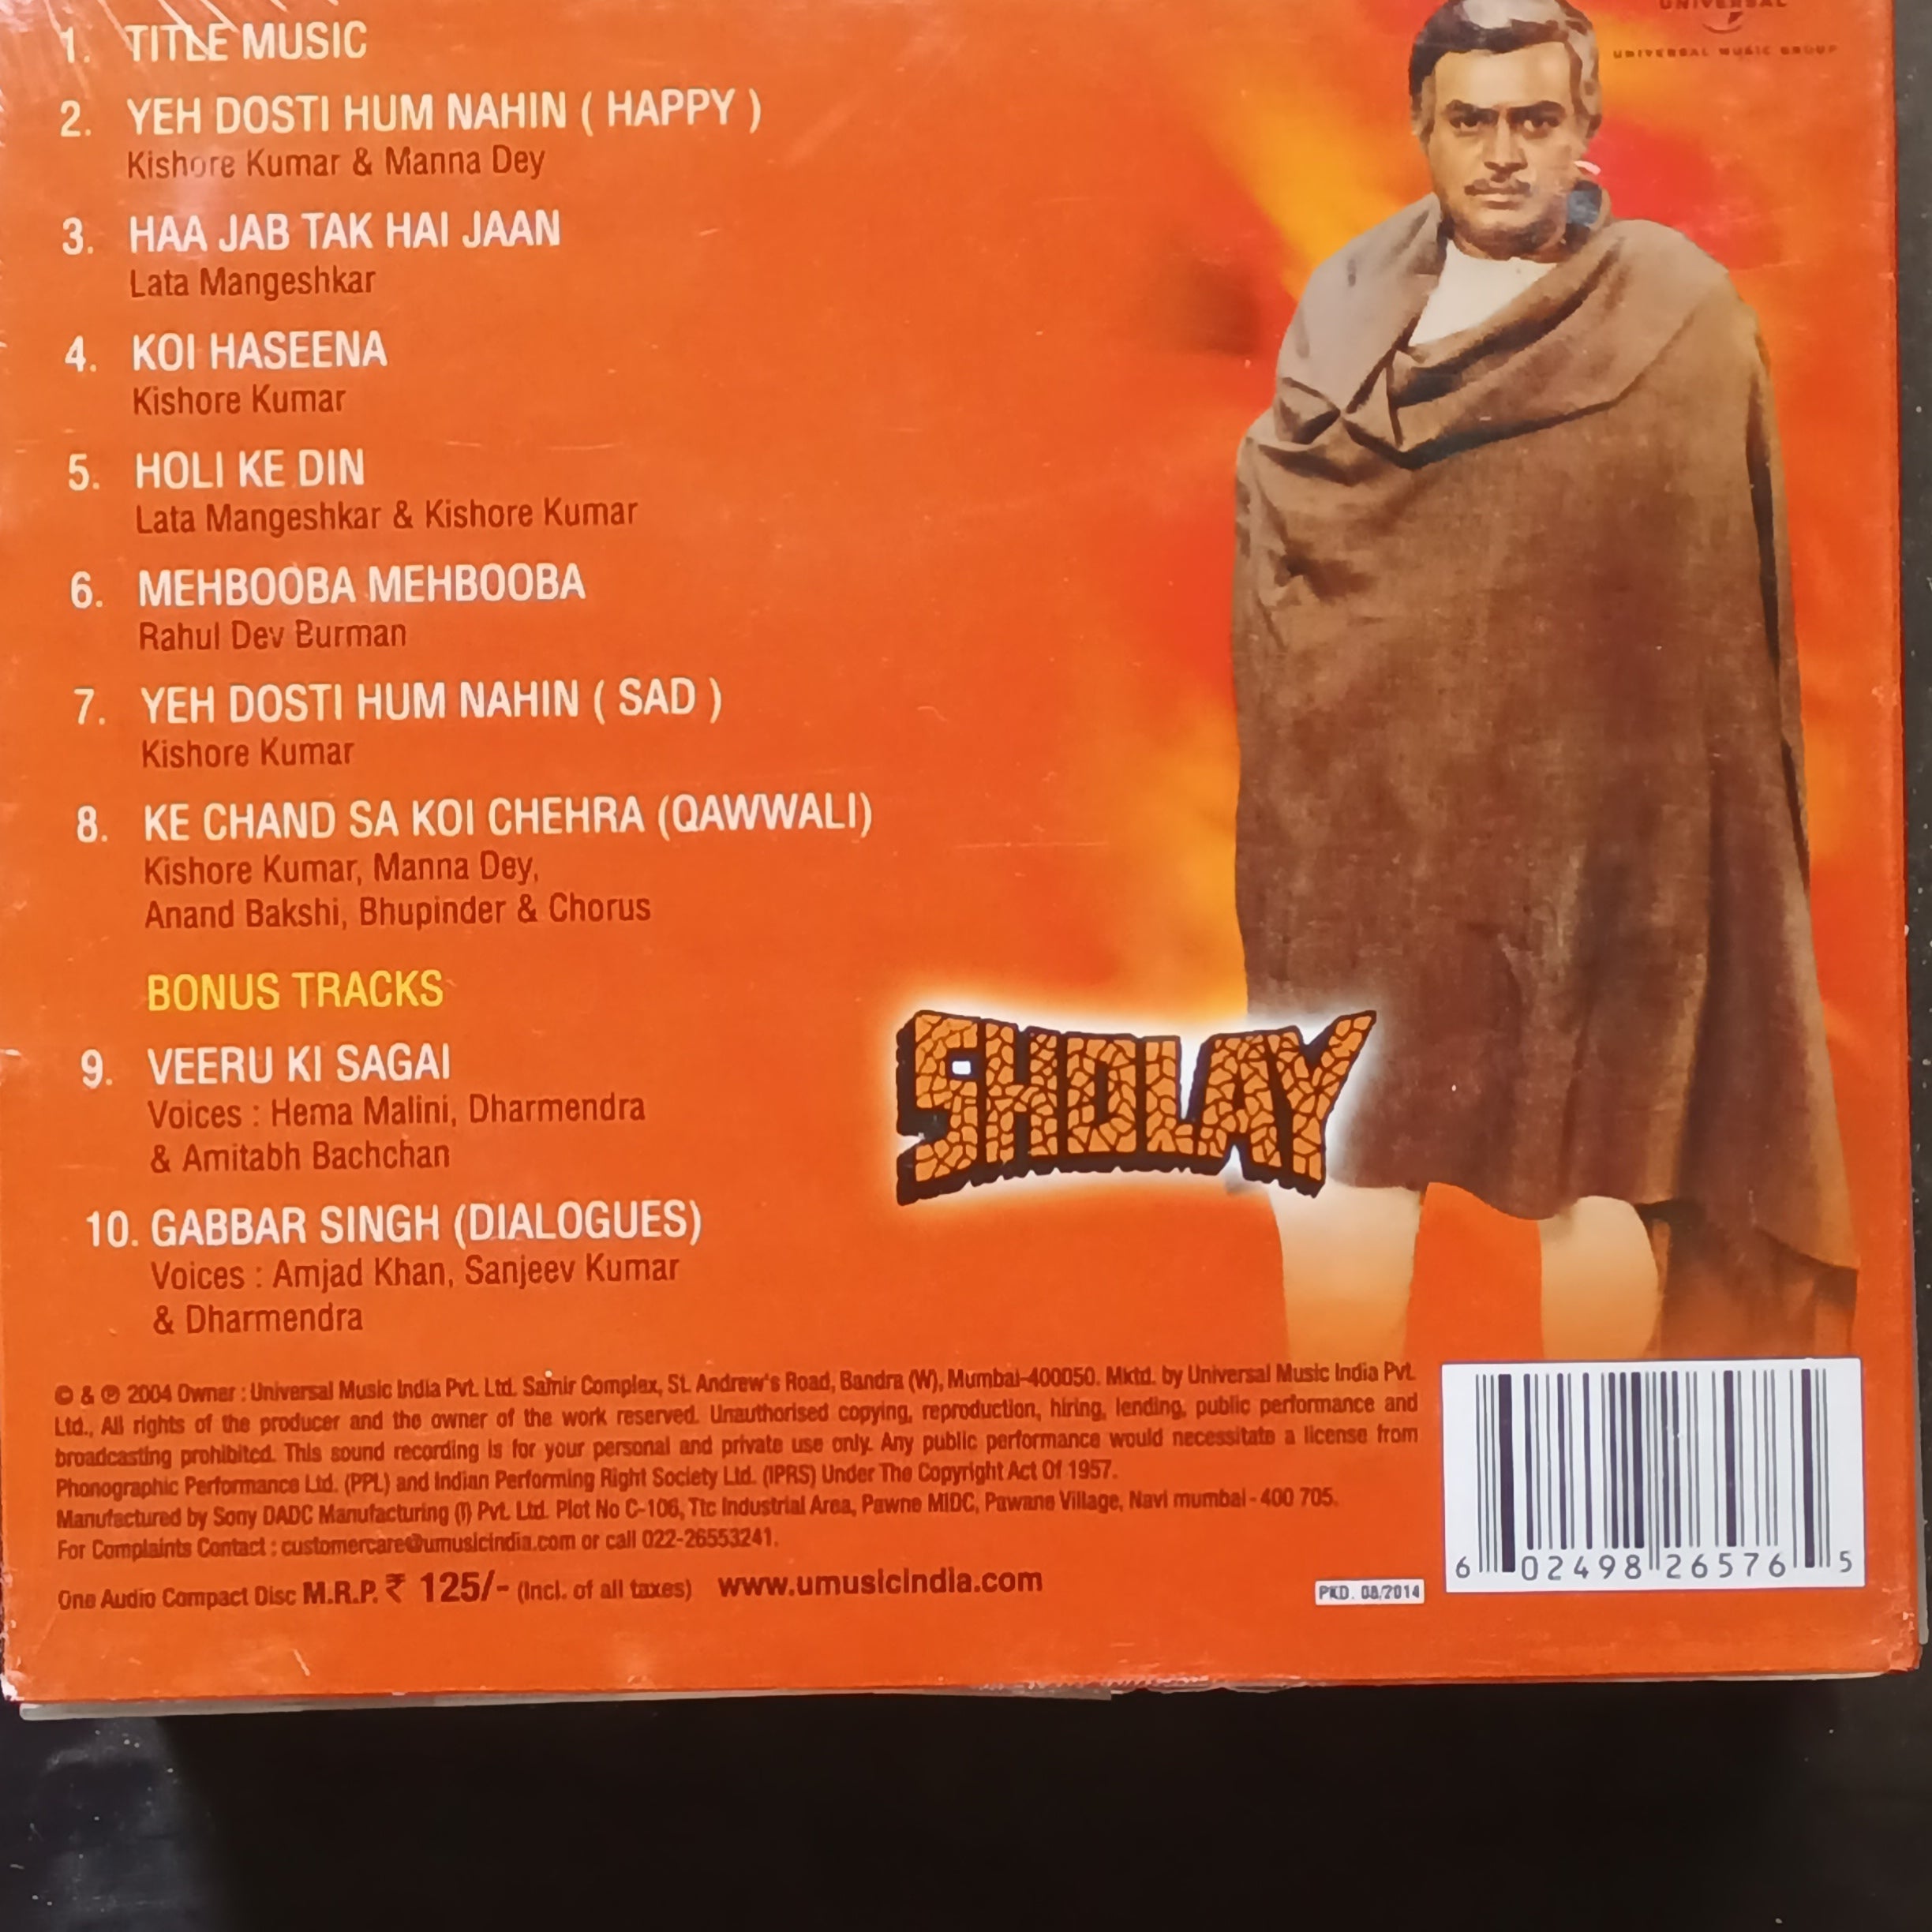 UNIVERSAL
UNIVERSAL MUSIC GROUP
1. TITLE MUSIC
2. YEH DOSTI HUM NAHIN ( HAPPY )
Kishore Kumar & Manna Dey
3. HAA JAB TAK HAI JAAN
Lata Mangeshkar
4. KOI HASEENA
Kishore Kumar
5. HOLI KE DIN
Lata Mangeshkar & Kishore Kumar
6. MEHBOOBA MEHBOOBA
Rahul Dev Burman
7. YEH DOSTI HUM NAHIN ( SAD )
Kishore Kumar
8. KE CHAND SA KOI CHEHRA (QAWWALI)
Kishore Kumar, Manna Dey,
Anand Bakshi, Bhupinder & Chorus
BONUS TRACKS
9. VEERU KI SAGAI
Voices : Hema Malini, Dharmendra
& Amitabh Bachchan
10. GABBAR SINGH (DIALOGUES)
Voices : Amjad Khan, Sanjeev Kumar
& Dharmendra
SHOLAY
© & ℗ 2004 Owner : Universal Music India Pvt. Ltd. Samir Complex, St. Andrew's Road, Bandra (W), Mumbai-400050. Mktd. by Universal Music India Pvt.
Ltd., All rights of the producer and the owner of the work reserved. Unauthorised copying, reproduction, hiring, lending, public performance and
broadcasting prohibited. This sound recording is for your personal and private use only. Any public performance would necessitate a license from
Phonographic Performance Ltd. (PPL) and Indian Performing Right Society Ltd. (IPRS) Under The Copyright Act Of 1957.
Manufactured by Sony DADC Manufacturing (I) Pvt. Ltd. Plot No C-106, Ttc Industrial Area, Pawne MIDC, Pawane Village, Navi mumbai - 400 705.
For Complaints Contact : customercare@umusicindia.com or call 022-26553241.
One Audio Compact Disc M.R.P. ₹ 125/- (Incl. of all taxes) www.umusicindia.com
PKD. 08/2014
6 02498 26576 5